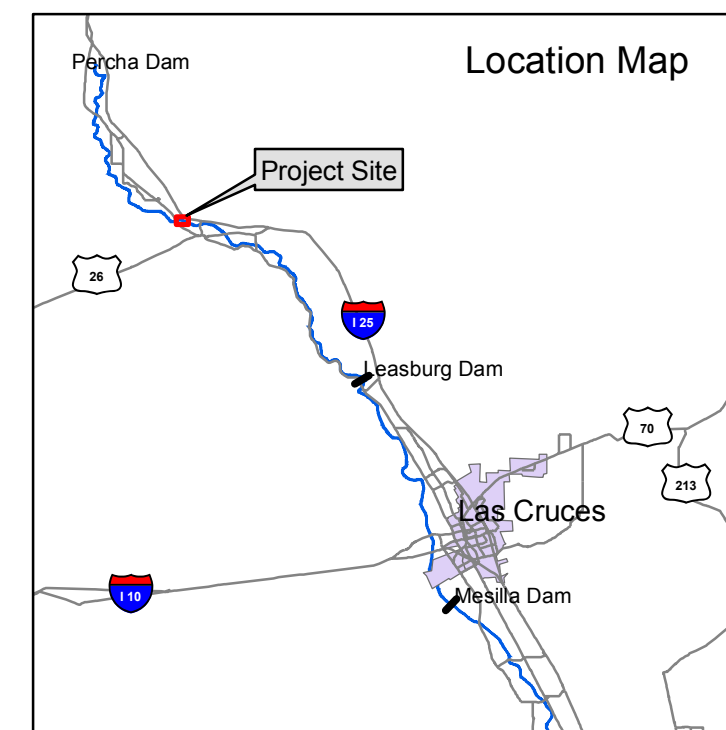 Location Map
Percha Dam
Project Site
26
I 25
Leasburg Dam
70
213
Las Cruces
I 10
Mesilla Dam